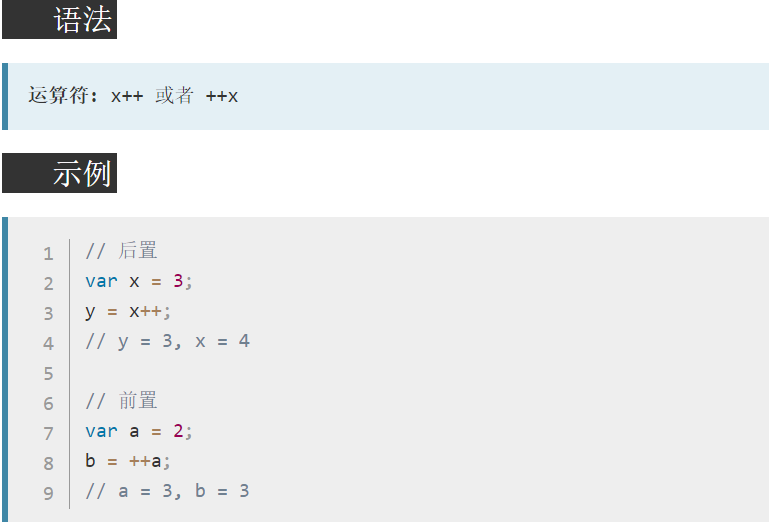 语法
运算符: x++ 或者 ++x
示例
1 // 后置
2 var x = 3;
3 y = x++;
4 // y = 3, x = 4
5
6 // 前置
7 var a = 2;
8 b = ++a;
9 // a = 3, b = 3